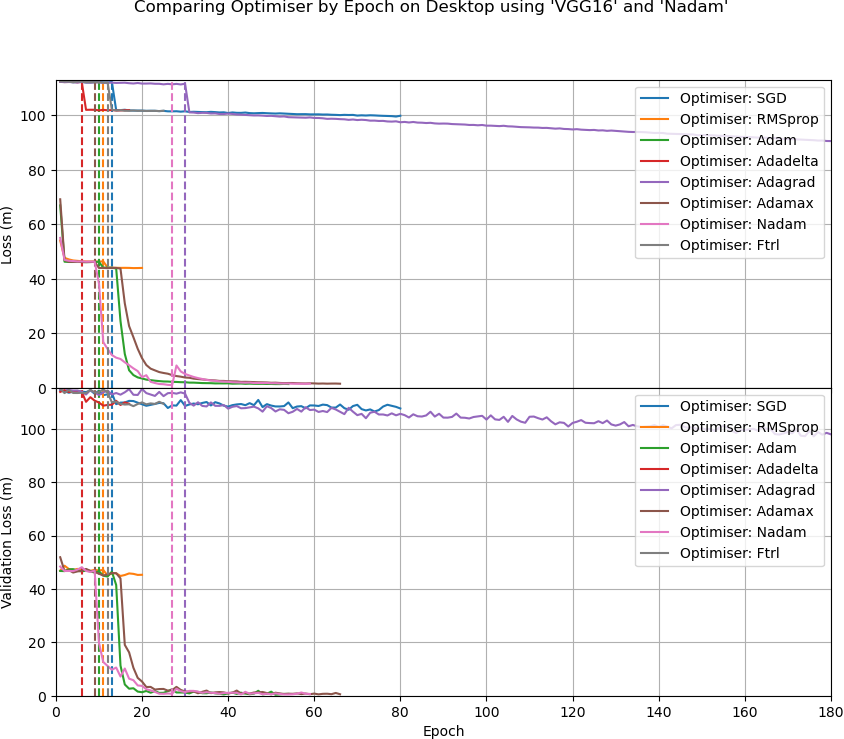 Comparing Optimiser by Epoch on Desktop using 'VGG16' and 'Nadam'
Loss (m)
100
80
60
40
20
0
Optimiser: SGD
Optimiser: RMSprop
Optimiser: Adam
Optimiser: Adadelta
Optimiser: Adagrad
Optimiser: Adamax
Optimiser: Nadam
Optimiser: Ftrl
Validation Loss (m)
100
80
60
40
20
0
Optimiser: SGD
Optimiser: RMSprop
Optimiser: Adam
Optimiser: Adadelta
Optimiser: Adagrad
Optimiser: Adamax
Optimiser: Nadam
Optimiser: Ftrl
0 20 40 60 80 100 120 140 160 180
Epoch